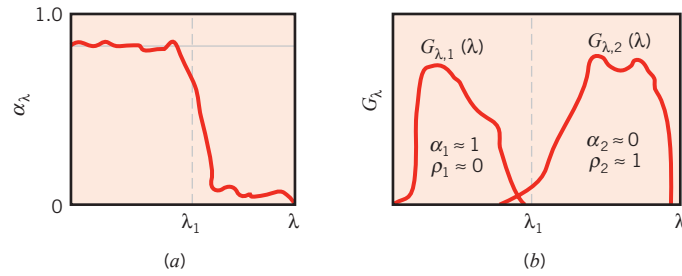 1.0
αλ
0
λ1
λ
(a)
Gλ,1 (λ)
Gλ,2 (λ)
Gλ
α1 ≈ 1
ρ1 ≈ 0
α2 ≈ 0
ρ2 ≈ 1
λ1
λ
(b)